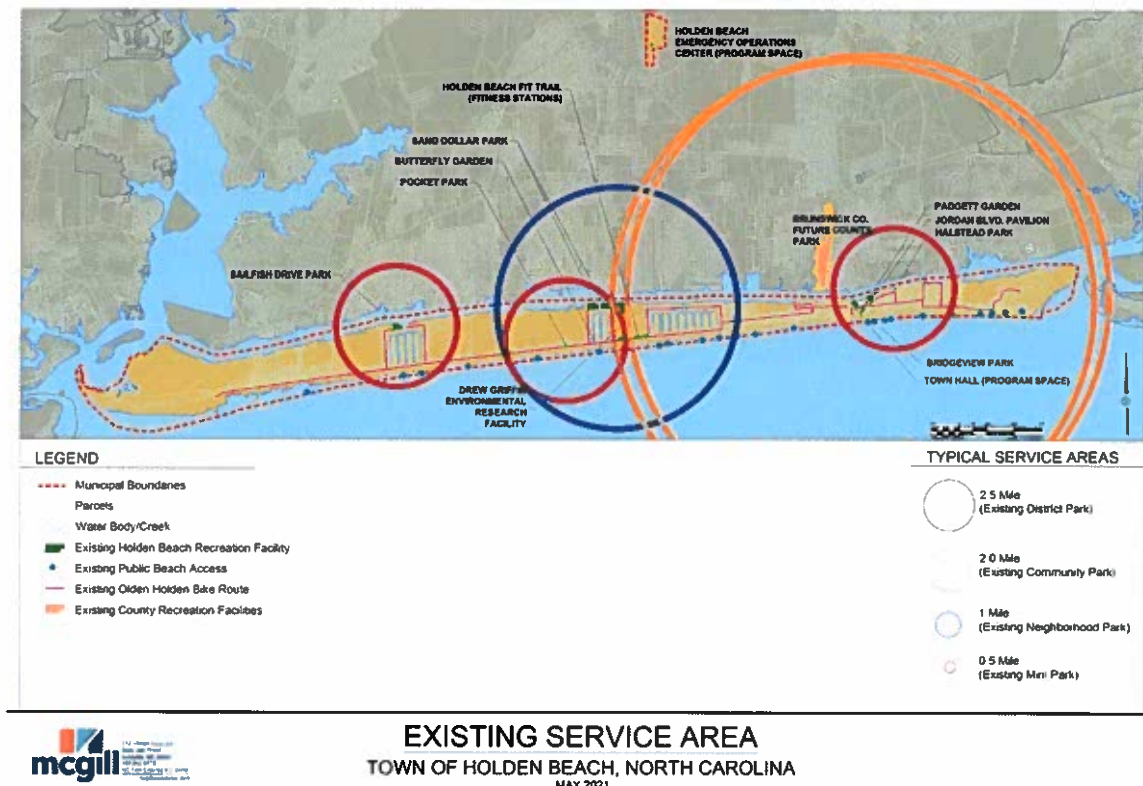 HOLDEN BEACH
EMERGENCY OPERATIONS
CENTER (PROGRAM SPACE)
HOLDEN BEACH FIT TRAIL
(FITNESS STATIONS)
SAND DOLLAR PARK
BUTTERFLY GARDEN
POCKET PARK
PADGETT GARDEN
JORDAN BLVD. PAVILION
HALSTEAD PARK
BRUNSWICK CO.
FUTURE COUNTY
PARK
SAILFISH DRIVE PARK
BRIDGEVIEW PARK
TOWN HALL (PROGRAM SPACE)
DREW GRIFFIN
ENVIRONMENTAL
RESEARCH
FACILITY
LEGEND
Municipal Boundaries
Parcels
Water Body/Creek
Existing Holden Beach Recreation Facility
Existing Public Beach Access
Existing Olden Holden Bike Route
Existing County Recreation Facilities
TYPICAL SERVICE AREAS
2.5 Mile
(Existing District Park)
2.0 Mile
(Existing Community Park)
1 Mile
(Existing Neighborhood Park)
0.5 Mile
(Existing Mini Park)
mcgill
EXISTING SERVICE AREA
TOWN OF HOLDEN BEACH, NORTH CAROLINA
MAY 2021